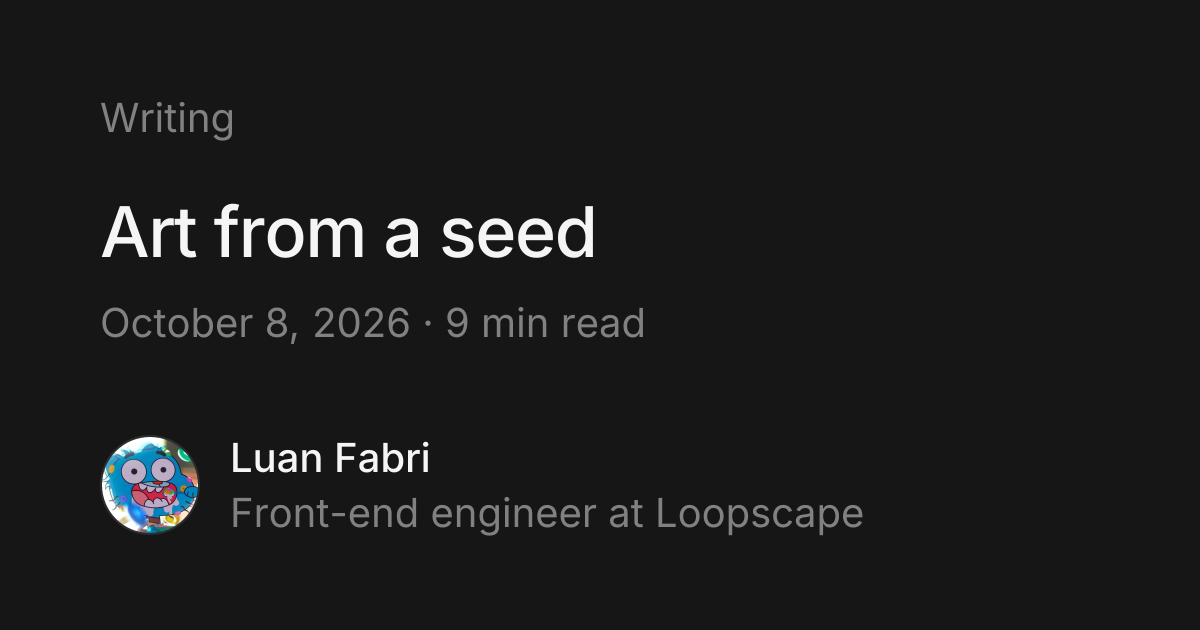 Writing
Art from a seed
October 8, 2026 · 9 min read
Luan Fabri
Front-end engineer at Loopscape